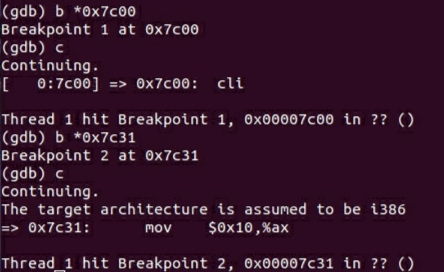 (gdb) b *0x7c00
Breakpoint 1 at 0x7c00
(gdb) c
Continuing.
[   0:7c00] => 0x7c00:  cli
Thread 1 hit Breakpoint 1, 0x00007c00 in ?? ()
(gdb) b *0x7c31
Breakpoint 2 at 0x7c31
(gdb) c
Continuing.
The target architecture is assumed to be i386
=> 0x7c31:      mov    $0x10,%ax
Thread 1 hit Breakpoint 2, 0x00007c31 in ?? ()